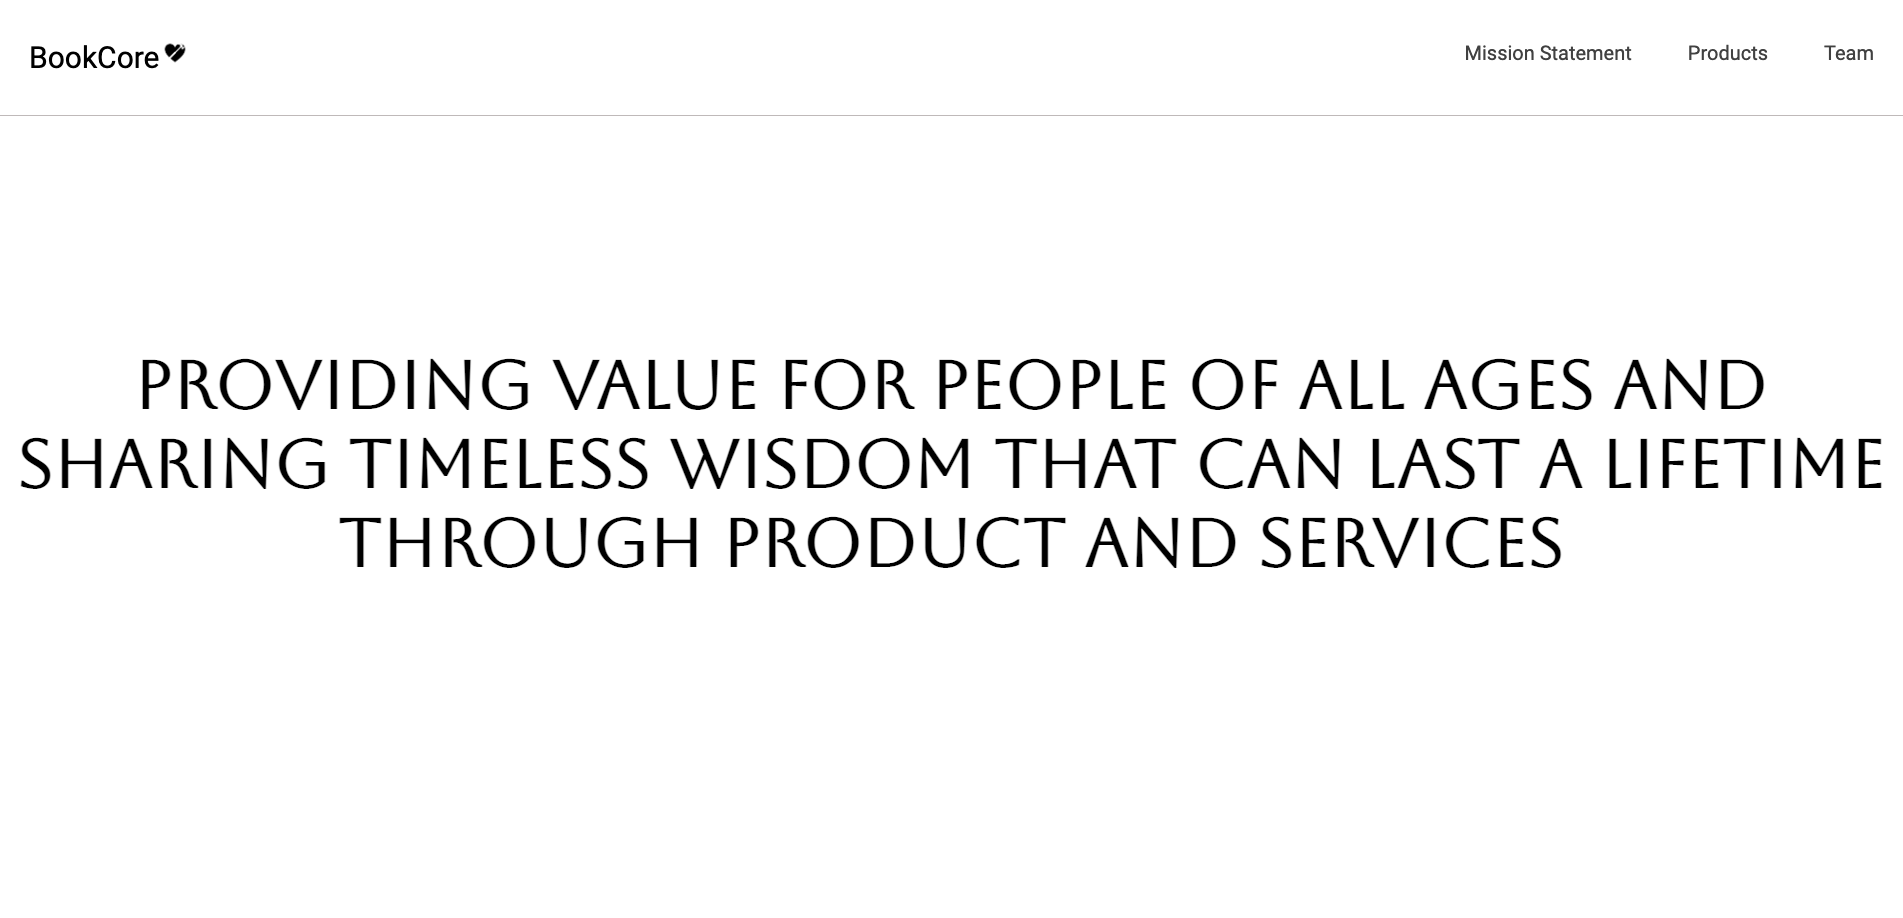 BookCore
Mission Statement Products Team
PROVIDING VALUE FOR PEOPLE OF ALL AGES AND
SHARING TIMELESS WISDOM THAT CAN LAST A LIFETIME
THROUGH PRODUCT AND SERVICES